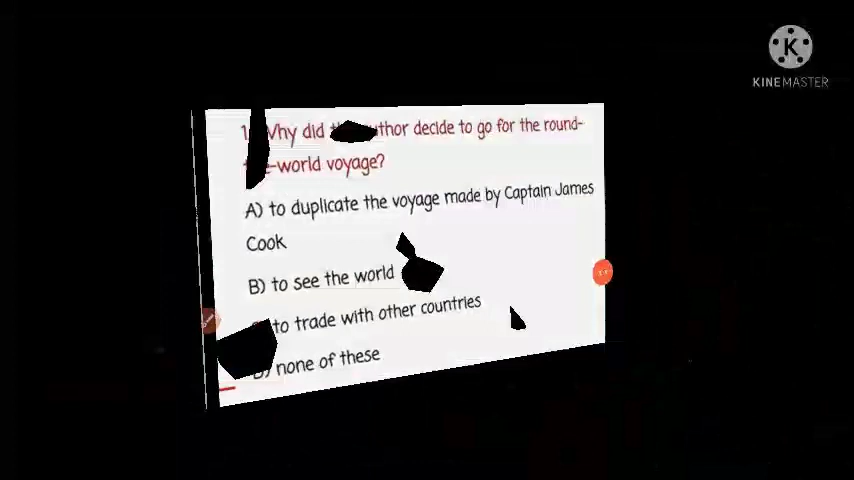 KINEMASTER
1 Why did author decide to go for the round-
-world voyage?
A) to duplicate the voyage made by Captain James
Cook
B) to see the world
to trade with other countries
D) none of these